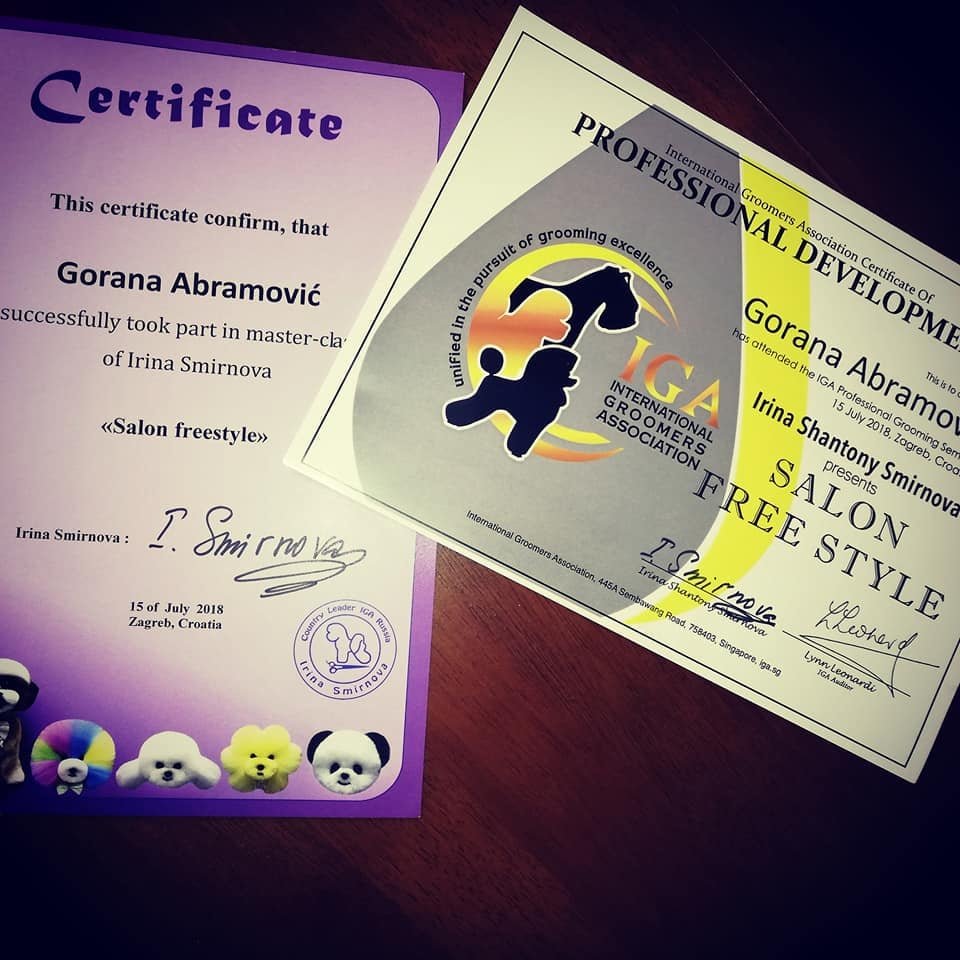 Certificate
This certificate confirm, that
Gorana Abramović
successfully took part in master-cla
of Irina Smirnova
«Salon freestyle»
Irina Smirnova :
I. Smirnova
15 of July 2018
Zagreb, Croatia
Country Leader IGA Russia
Irina Smirnova
International Groomers Association Certificate Of
PROFESSIONAL DEVELOPME
This is to
Gorana Abramov
has attended the IGA Professional Grooming Sem
15 July 2018, Zagreb, Croa
Irina Shantony Smirnova
presents
SALON
FREE STYLE
unified in the pursuit of grooming excellence
IGA
INTERNATIONAL
GROOMERS
ASSOCIATION
I Smirnova
Irina Shantony Smirnova
LLeonard
Lynn Leonardi
IGA Auditor
International Groomers Association, 445A Sembawang Road, 758403, Singapore, iga.sg